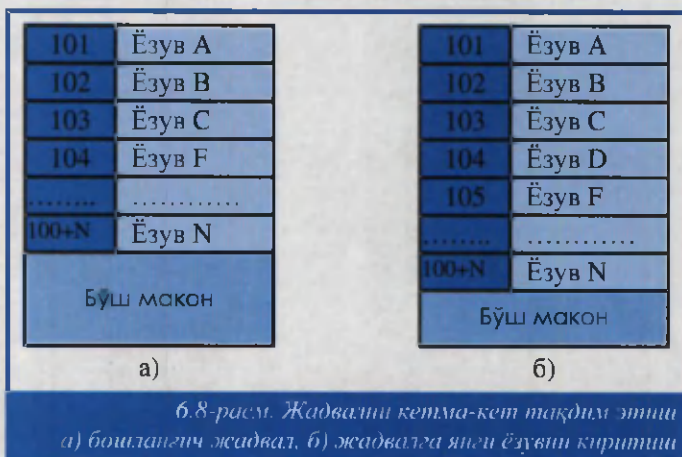 101 Ёзув A
102 Ёзув B
103 Ёзув C
104 Ёзув F
........ ............
100+N Ёзув N
Бўш макон
а)
101 Ёзув A
102 Ёзув B
103 Ёзув C
104 Ёзув D
105 Ёзув F
........ ............
100+N Ёзув N
Бўш макон
б)
6.8-расм. Жадвални кетма-кет тақдим этиш
а) бошланғич жадвал, б) жадвалга янги ёзувни киритиш